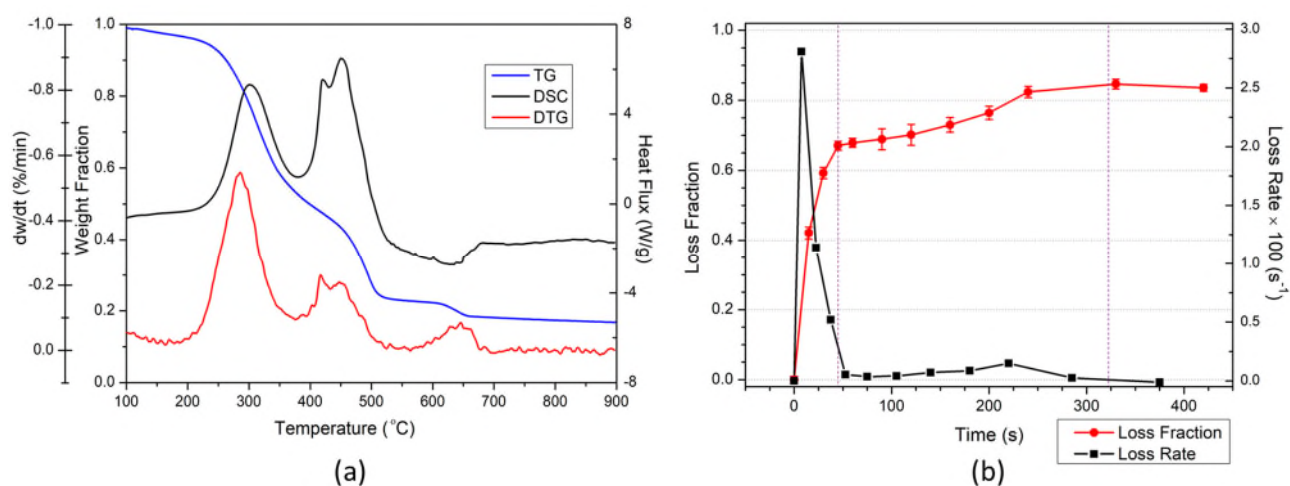 -1.0
-0.8
-0.6
-0.4
-0.2
0.0
dw/dt (%/min)
1.0
0.8
0.6
0.4
0.2
0.0
Weight Fraction
TG
DSC
DTG
8
4
0
-4
-8
Heat Flux (W/g)
100 200 300 400 500 600 700 800 900
Temperature (°C)
(a)
1.0
0.8
0.6
0.4
0.2
0.0
Loss Fraction
3.0
2.5
2.0
1.5
1.0
0.5
0.0
Loss Rate × 100 (s⁻¹)
0 100 200 300 400
Time (s)
Loss Fraction
Loss Rate
(b)